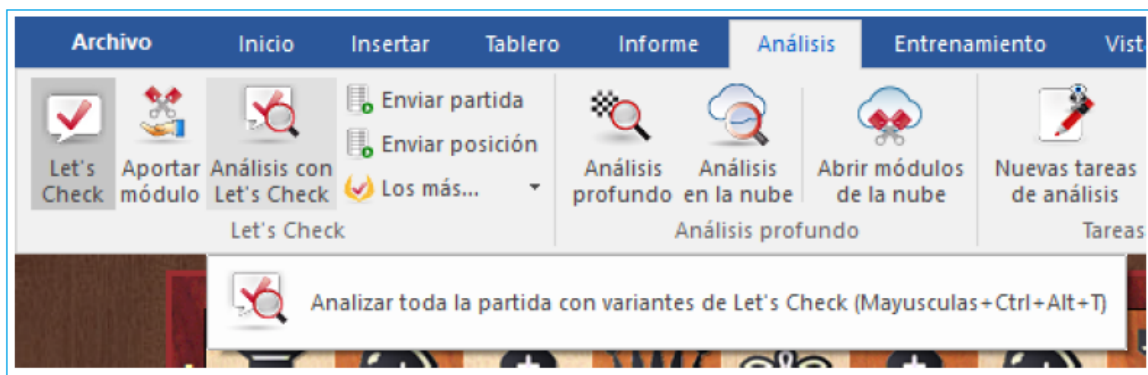 Archivo Inicio Insertar Tablero Informe Análisis Entrenamiento
Let's Check
Aportar módulo
Análisis con Let's Check
Enviar partida
Enviar posición
Los más...
Let's Check
Análisis profundo
Análisis en la nube
Abrir módulos de la nube
Análisis profundo
Nuevas tareas de análisis
Tareas
Analizar toda la partida con variantes de Let's Check (Mayusculas+Ctrl+Alt+T)